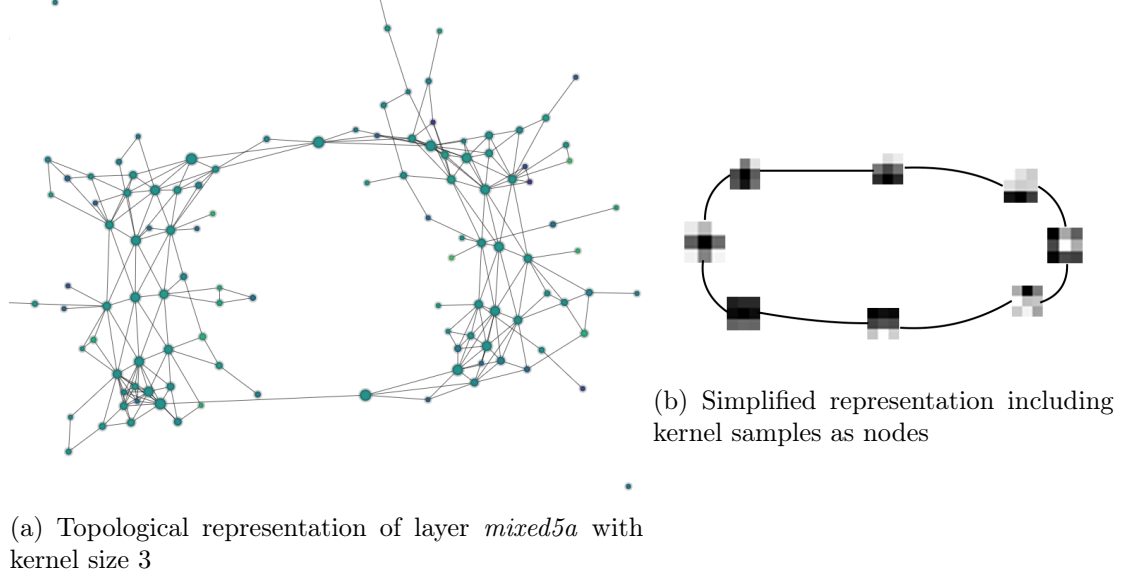 (b) Simplified representation including
kernel samples as nodes
(a) Topological representation of layer mixed5a with
kernel size 3